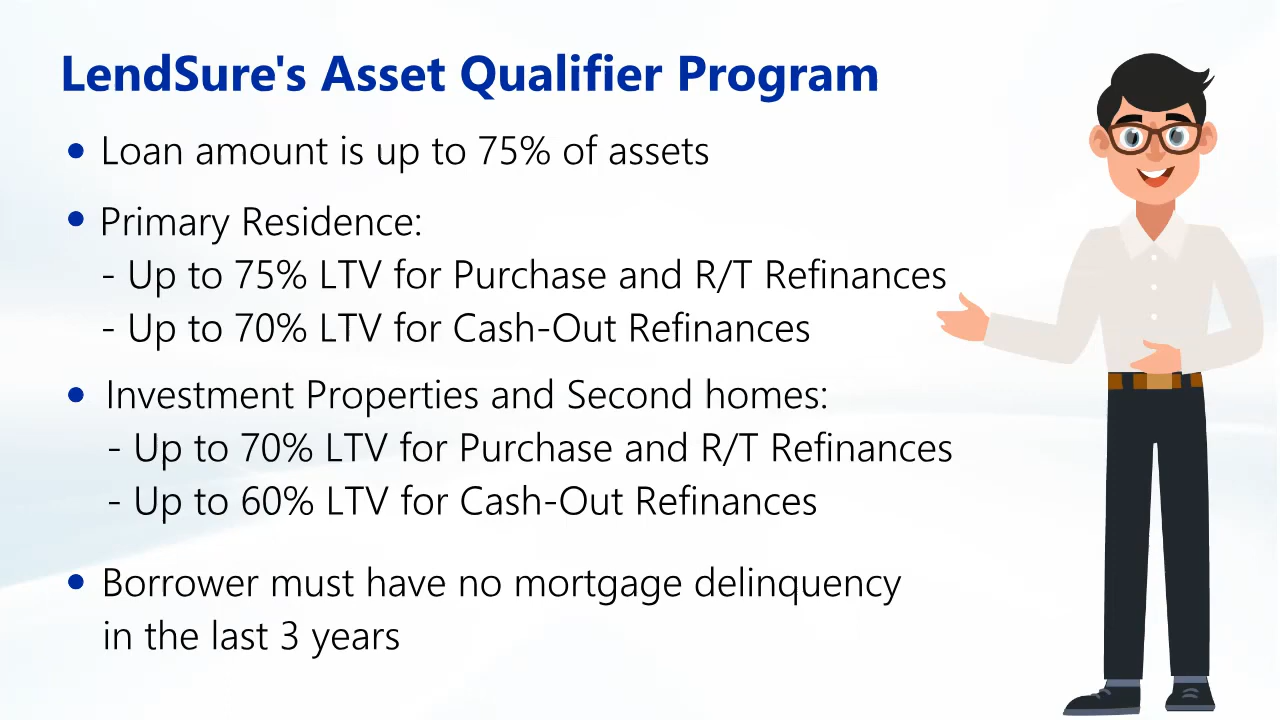 LendSure's Asset Qualifier Program
• Loan amount is up to 75% of assets
• Primary Residence:
- Up to 75% LTV for Purchase and R/T Refinances
- Up to 70% LTV for Cash-Out Refinances
• Investment Properties and Second homes:
- Up to 70% LTV for Purchase and R/T Refinances
- Up to 60% LTV for Cash-Out Refinances
• Borrower must have no mortgage delinquency
in the last 3 years